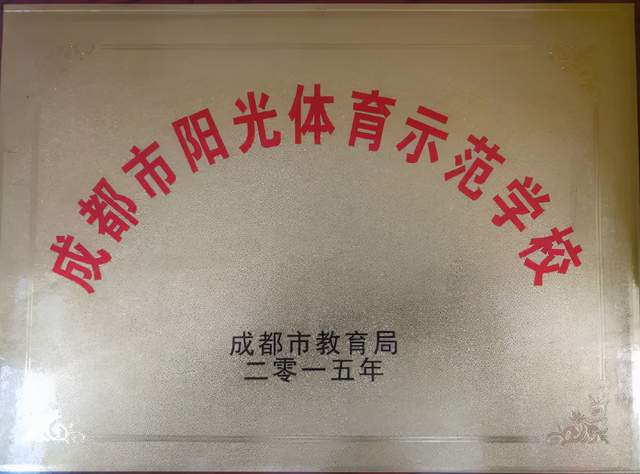 成都市阳光体育示范学校
成都市教育局
二零一五年